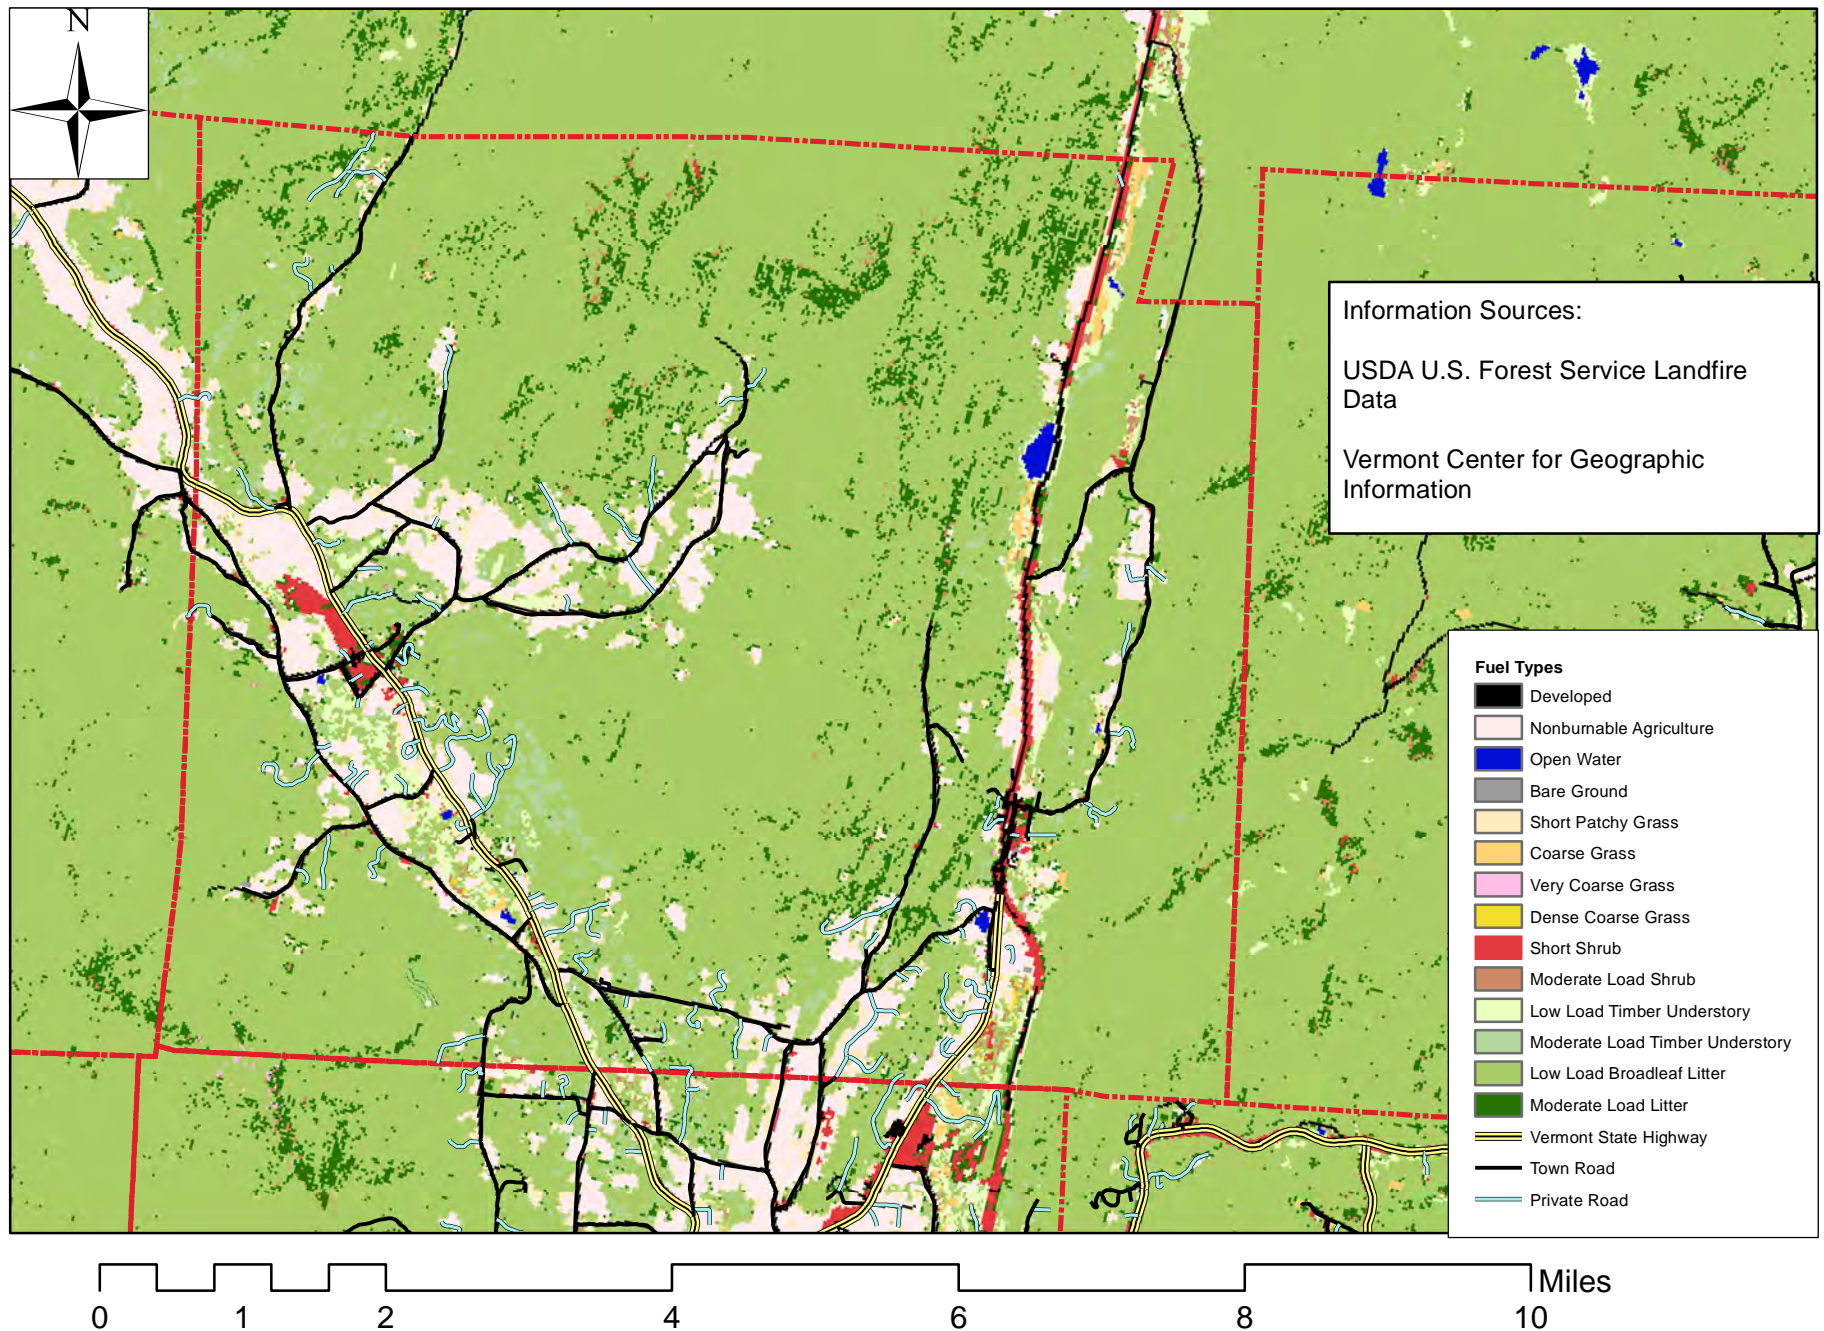 N
Information Sources:
USDA U.S. Forest Service Landfire
Data
Vermont Center for Geographic
Information
Fuel Types
Developed
Nonburnable Agriculture
Open Water
Bare Ground
Short Patchy Grass
Coarse Grass
Very Coarse Grass
Dense Coarse Grass
Short Shrub
Moderate Load Shrub
Low Load Timber Understory
Moderate Load Timber Understory
Low Load Broadleaf Litter
Moderate Load Litter
Vermont State Highway
Town Road
Private Road
Miles
0 1 2 4 6 8 10